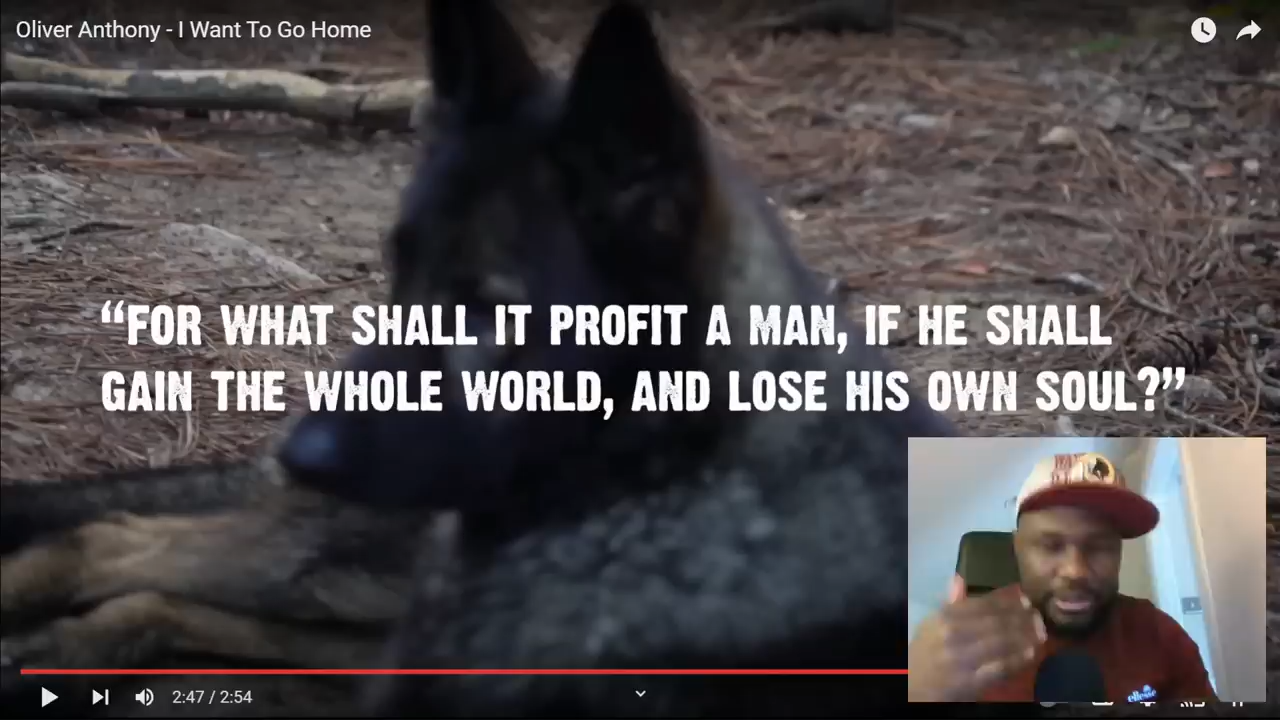 Oliver Anthony - I Want To Go Home
“FOR WHAT SHALL IT PROFIT A MAN, IF HE SHALL
GAIN THE WHOLE WORLD, AND LOSE HIS OWN SOUL?”
ellesse
2:47 / 2:54